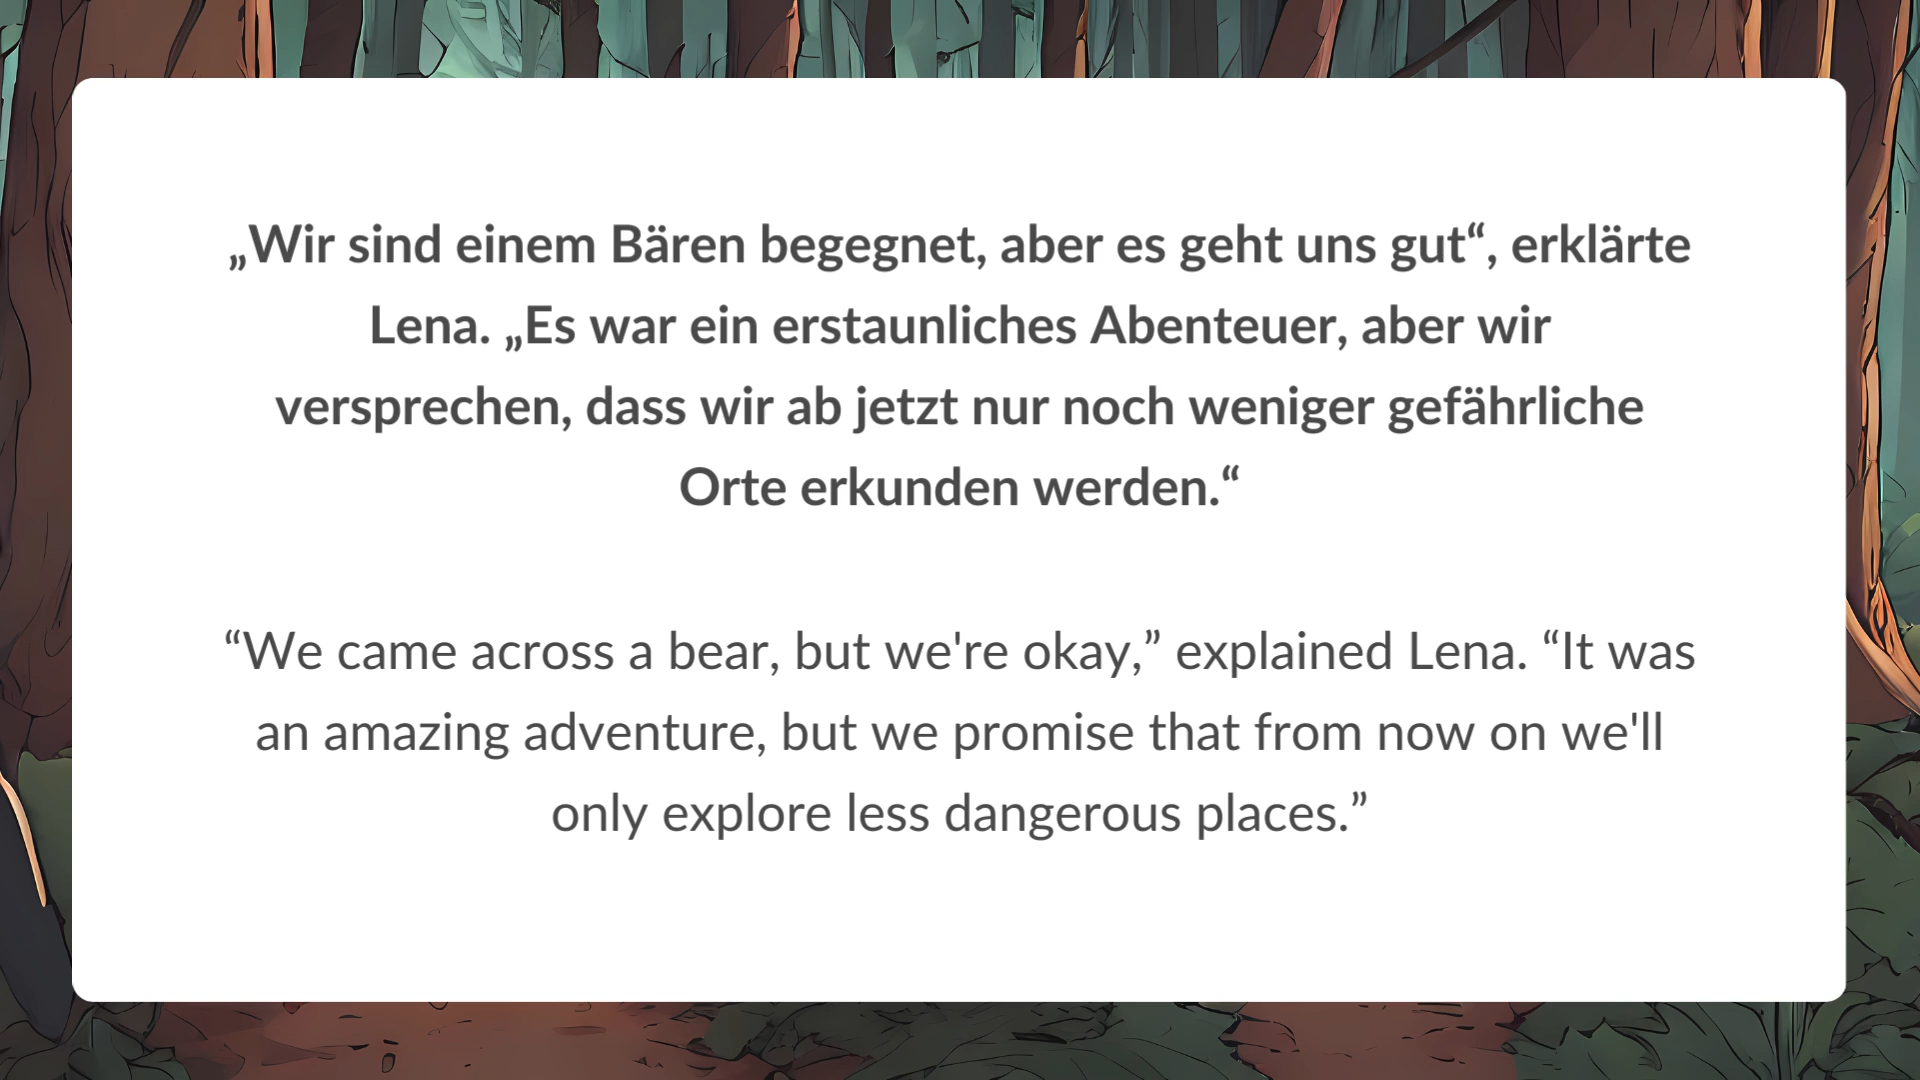 „Wir sind einem Bären begegnet, aber es geht uns gut“, erklärte
Lena. „Es war ein erstaunliches Abenteuer, aber wir
versprechen, dass wir ab jetzt nur noch weniger gefährliche
Orte erkunden werden.“
“We came across a bear, but we're okay,” explained Lena. “It was
an amazing adventure, but we promise that from now on we'll
only explore less dangerous places.”